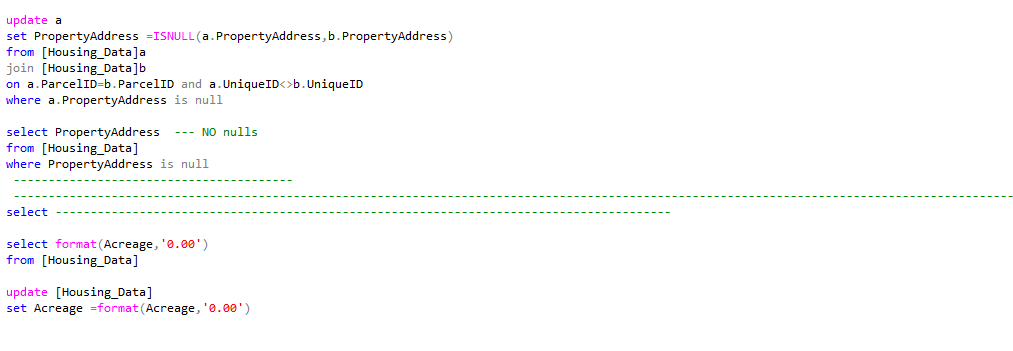 update a
set PropertyAddress =ISNULL(a.PropertyAddress,b.PropertyAddress)
from [Housing_Data]a
join [Housing_Data]b
on a.ParcelID=b.ParcelID and a.UniqueID<>b.UniqueID
where a.PropertyAddress is null
select PropertyAddress  --- NO nulls
from [Housing_Data]
where PropertyAddress is null
----------------------------------------
-----------------------------------------------------------------------------------------------------------------------------------------------
select ----------------------------------------------------------------------------------------
select format(Acreage,'0.00')
from [Housing_Data]
update [Housing_Data]
set Acreage =format(Acreage,'0.00')